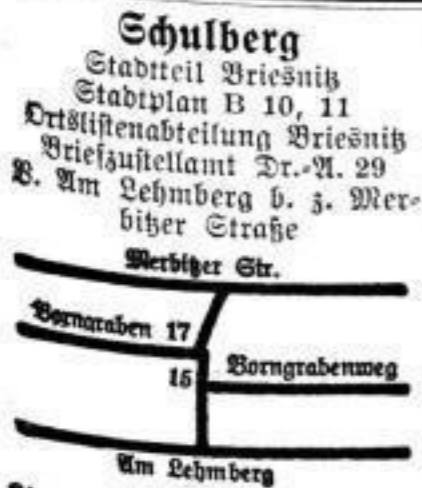 Schulberg
Stadtteil Briesnitz
Stadtplan B 10, 11
Ortslistenabteilung Briesnitz
Briefzustellamt Dr.-A. 29
V. Am Lehmberg b. z. Mer-
bitzer Straße
Merbitzer Str.
Borngraben 17
15 Borngrabenweg
Am Lehmberg